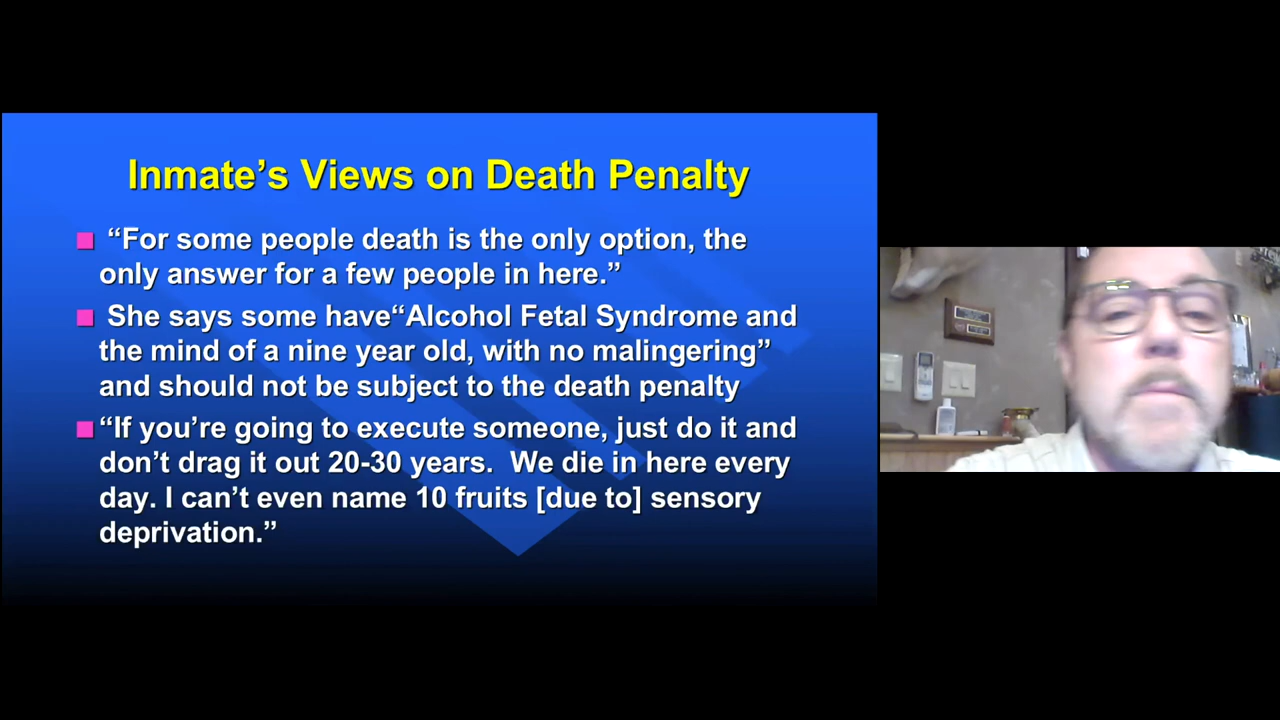 Inmate’s Views on Death Penalty
“For some people death is the only option, the
only answer for a few people in here.”
She says some have“Alcohol Fetal Syndrome and
the mind of a nine year old, with no malingering”
and should not be subject to the death penalty
“If you’re going to execute someone, just do it and
don’t drag it out 20-30 years.  We die in here every
day. I can’t even name 10 fruits [due to] sensory
deprivation.”